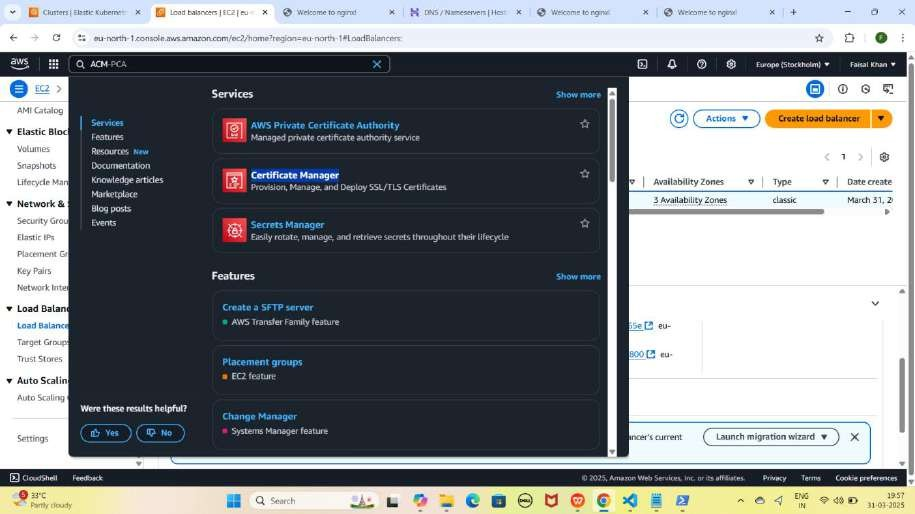 Clusters | Elastic Kubernet
Load balancers | EC2 | eu-n
Welcome to nginx!
DNS / Nameservers | Host
Welcome to nginx!
Welcome to nginx!
eu-north-1.console.aws.amazon.com/ec2/home?region=eu-north-1#LoadBalancers:
F
aws
ACM-PCA
Europe (Stockholm)
Faisal Khan
EC2
AMI Catalog
Elastic Block
Volumes
Snapshots
Lifecycle Man
Network & S
Security Group
Elastic IPs
Placement Gr
Key Pairs
Network Inter
Load Balanc
Load Balance
Target Groups
Trust Stores
Auto Scaling
Auto Scaling G
Settings
Services
Features
Resources New
Documentation
Knowledge articles
Marketplace
Blog posts
Events
Were these results helpful?
Yes
No
Services
Show more
AWS Private Certificate Authority
Managed private certificate authority service
Certificate Manager
Provision, Manage, and Deploy SSL/TLS Certificates
Secrets Manager
Easily rotate, manage, and retrieve secrets throughout their lifecycle
Features
Show more
Create a SFTP server
AWS Transfer Family feature
Placement groups
EC2 feature
Change Manager
Systems Manager feature
Actions
Create load balancer
1
Availability Zones
Type
Date create
3 Availability Zones
classic
March 31, 2
eu-
800
eu-
ancer's current
Launch migration wizard
CloudShell
Feedback
© 2025, Amazon Web Services, Inc. or its affiliates.
Privacy
Terms
Cookie preferences
5
33°C
Partly cloudy
Search
DELL
ENG
IN
19:57
31-03-2025